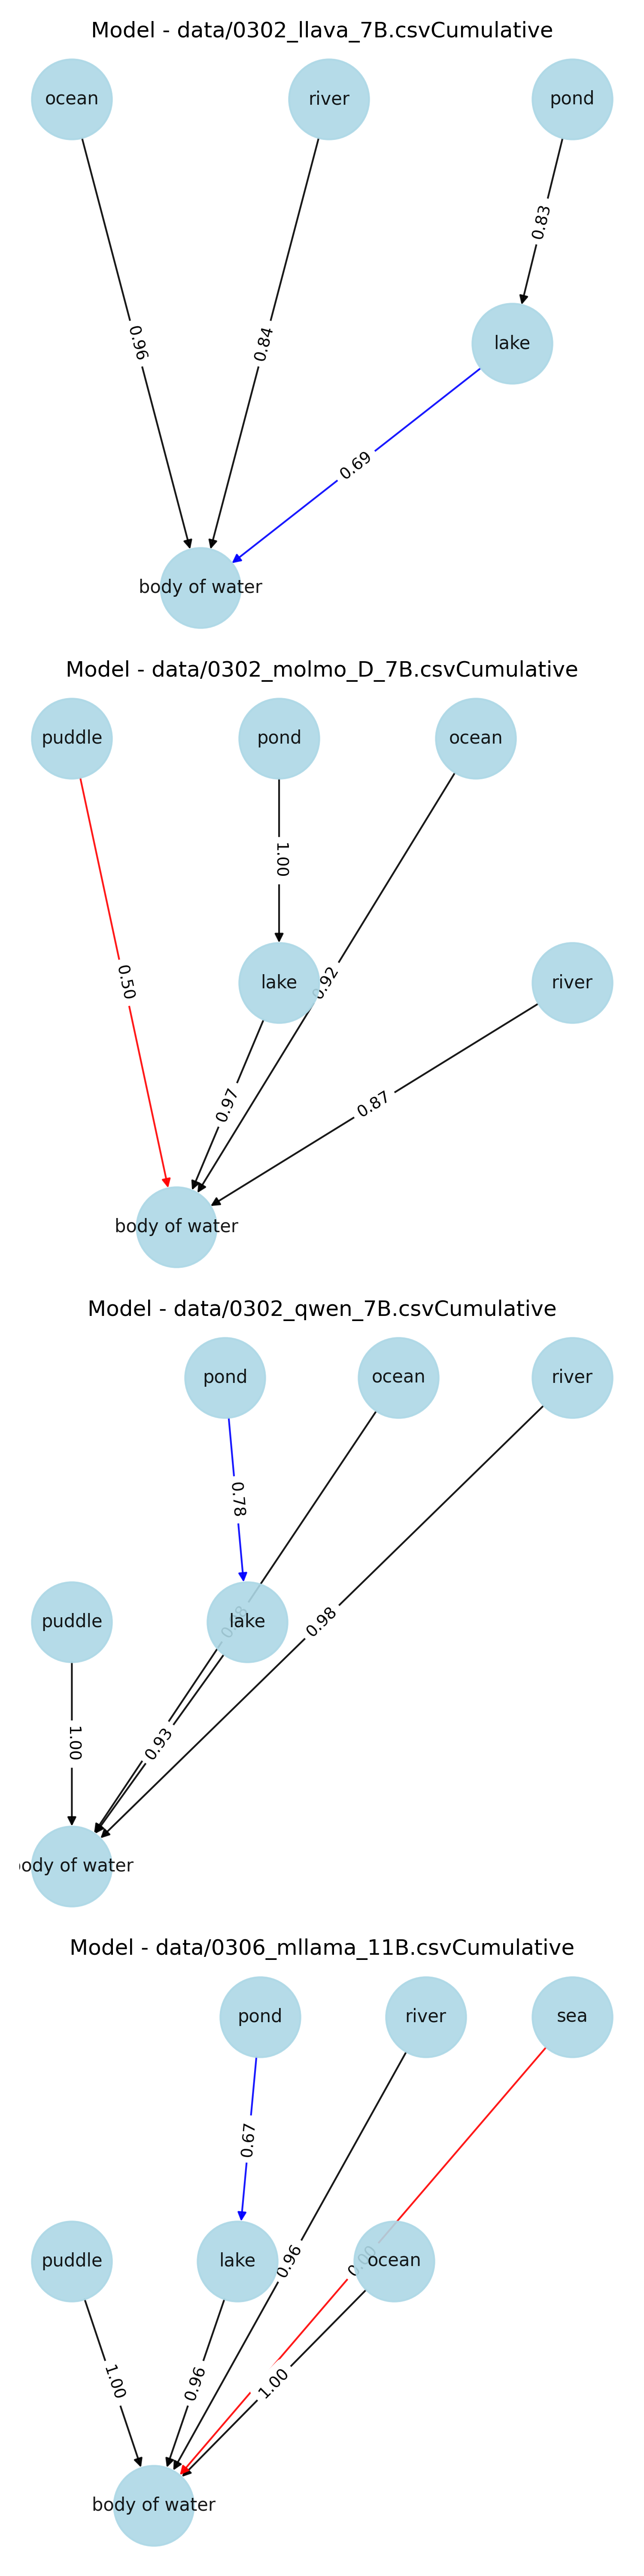 Model - data/0302_llava_7B.csvCumulative
ocean
river
pond
0.83
lake
0.96
0.84
0.69
body of water
Model - data/0302_molmo_D_7B.csvCumulative
puddle
pond
ocean
1.00
0.50
lake
0.92
river
0.97
0.87
body of water
Model - data/0302_qwen_7B.csvCumulative
pond
ocean
river
0.78
puddle
lake
0.98
1.00
0.93
ody of water
Model - data/0306_mllama_11B.csvCumulative
pond
river
sea
0.67
puddle
lake
0.96
0.00
ocean
1.00
0.96
1.00
body of water